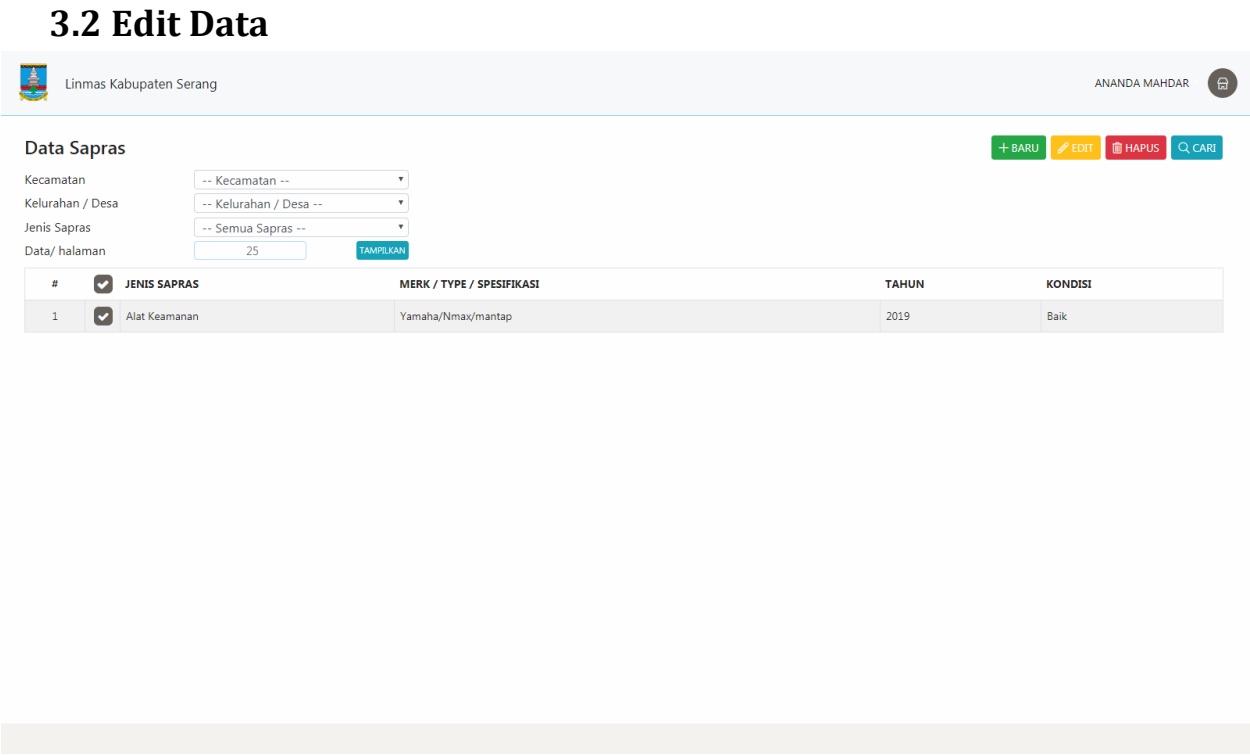 3.2 Edit Data
Linmas Kabupaten Serang ANANDA MAHDAR
Data Sapras + BARU EDIT HAPUS CARI
Kecamatan -- Kecamatan --
Kelurahan / Desa -- Kelurahan / Desa --
Jenis Sapras -- Semua Sapras --
Data/ halaman 25 TAMPILKAN
# JENIS SAPRAS MERK / TYPE / SPESIFIKASI TAHUN KONDISI
1 Alat Keamanan Yamaha/Nmax/mantap 2019 Baik